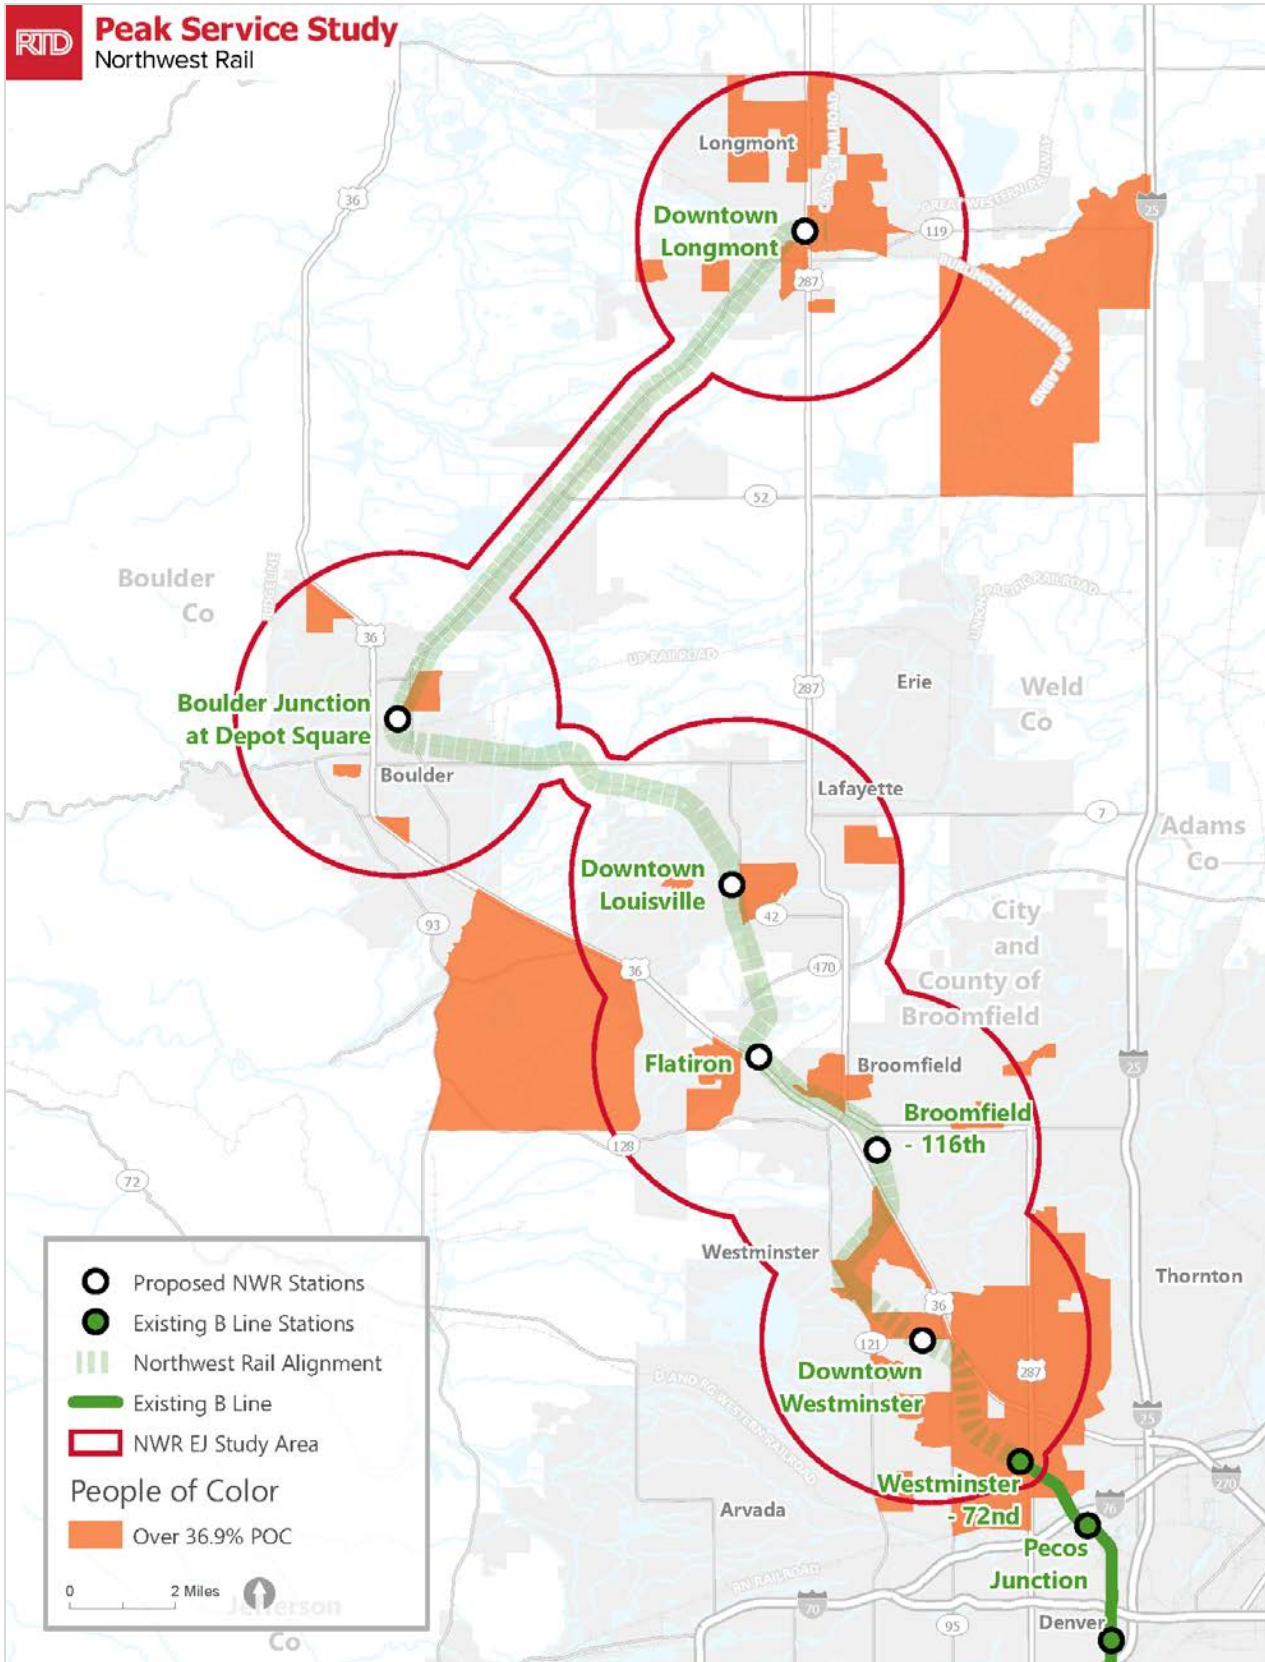 RTD
Peak Service Study
Northwest Rail
36
Longmont
GREAT WESTERN RAILWAY
25
Downtown
Longmont
119
287
BURLINGTON NORTHERN
52
Boulder
Co
36
UNION PACIFIC RAILROAD
UP RAILROAD
Erie
Weld
Co
287
Boulder Junction
at Depot Square
Boulder
Lafayette
7
Adams
Co
Downtown
Louisville
42
93
City
and
County of
Broomfield
36
470
Flatiron
Broomfield
25
Broomfield
- 116th
128
72
Westminster
Thornton
36
121
287
Downtown
Westminster
D AND RG WESTERN RAILROAD
25
Westminster
- 72nd
270
76
Arvada
Pecos
Junction
BN RAILROAD
70
95
Denver
Proposed NWR Stations
Existing B Line Stations
Northwest Rail Alignment
Existing B Line
NWR EJ Study Area
People of Color
Over 36.9% POC
0
2 Miles
Jefferson
Co